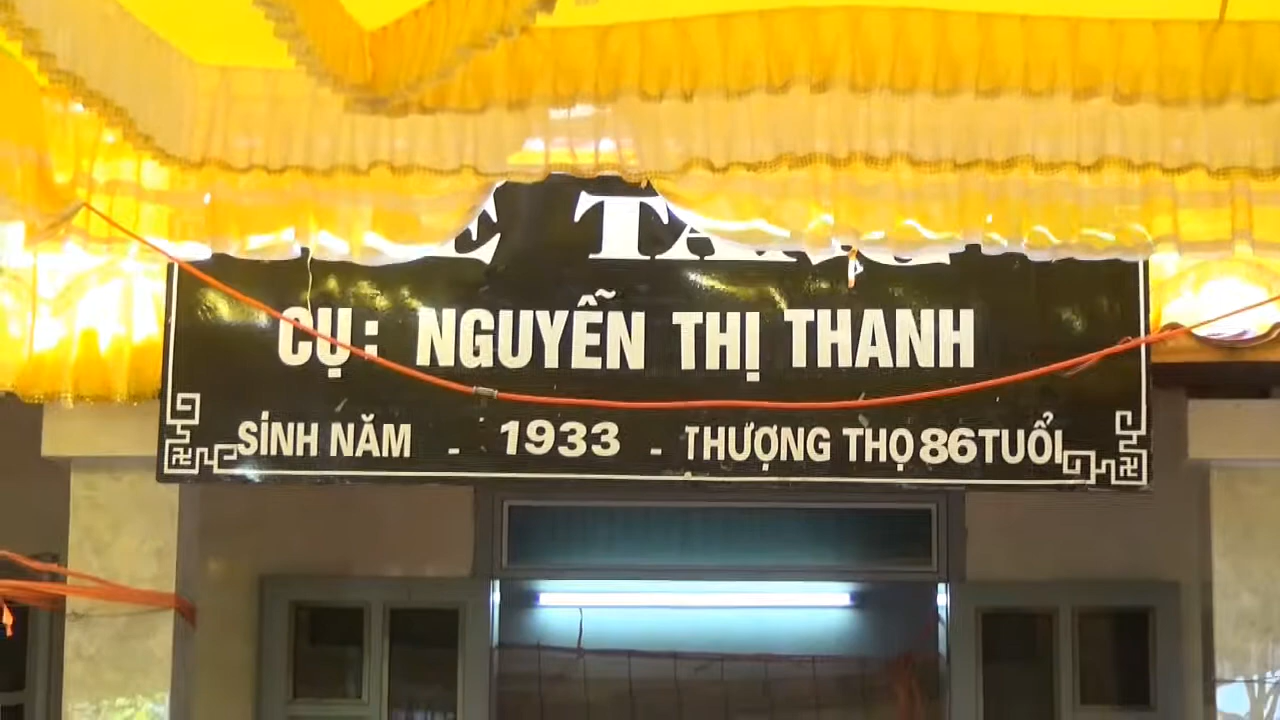 CỤ: NGUYỄN THỊ THANH
SINH NĂM - 1933 - THƯỢNG THỌ 86 TUỔI